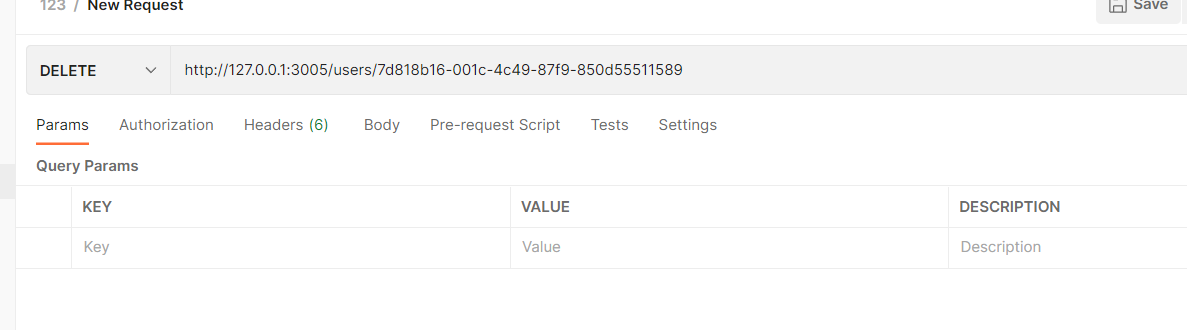 123 / New Request
Save
DELETE
http://127.0.0.1:3005/users/7d818b16-001c-4c49-87f9-850d55511589
Params Authorization Headers (6) Body Pre-request Script Tests Settings
Query Params
KEY VALUE DESCRIPTION
Key Value Description